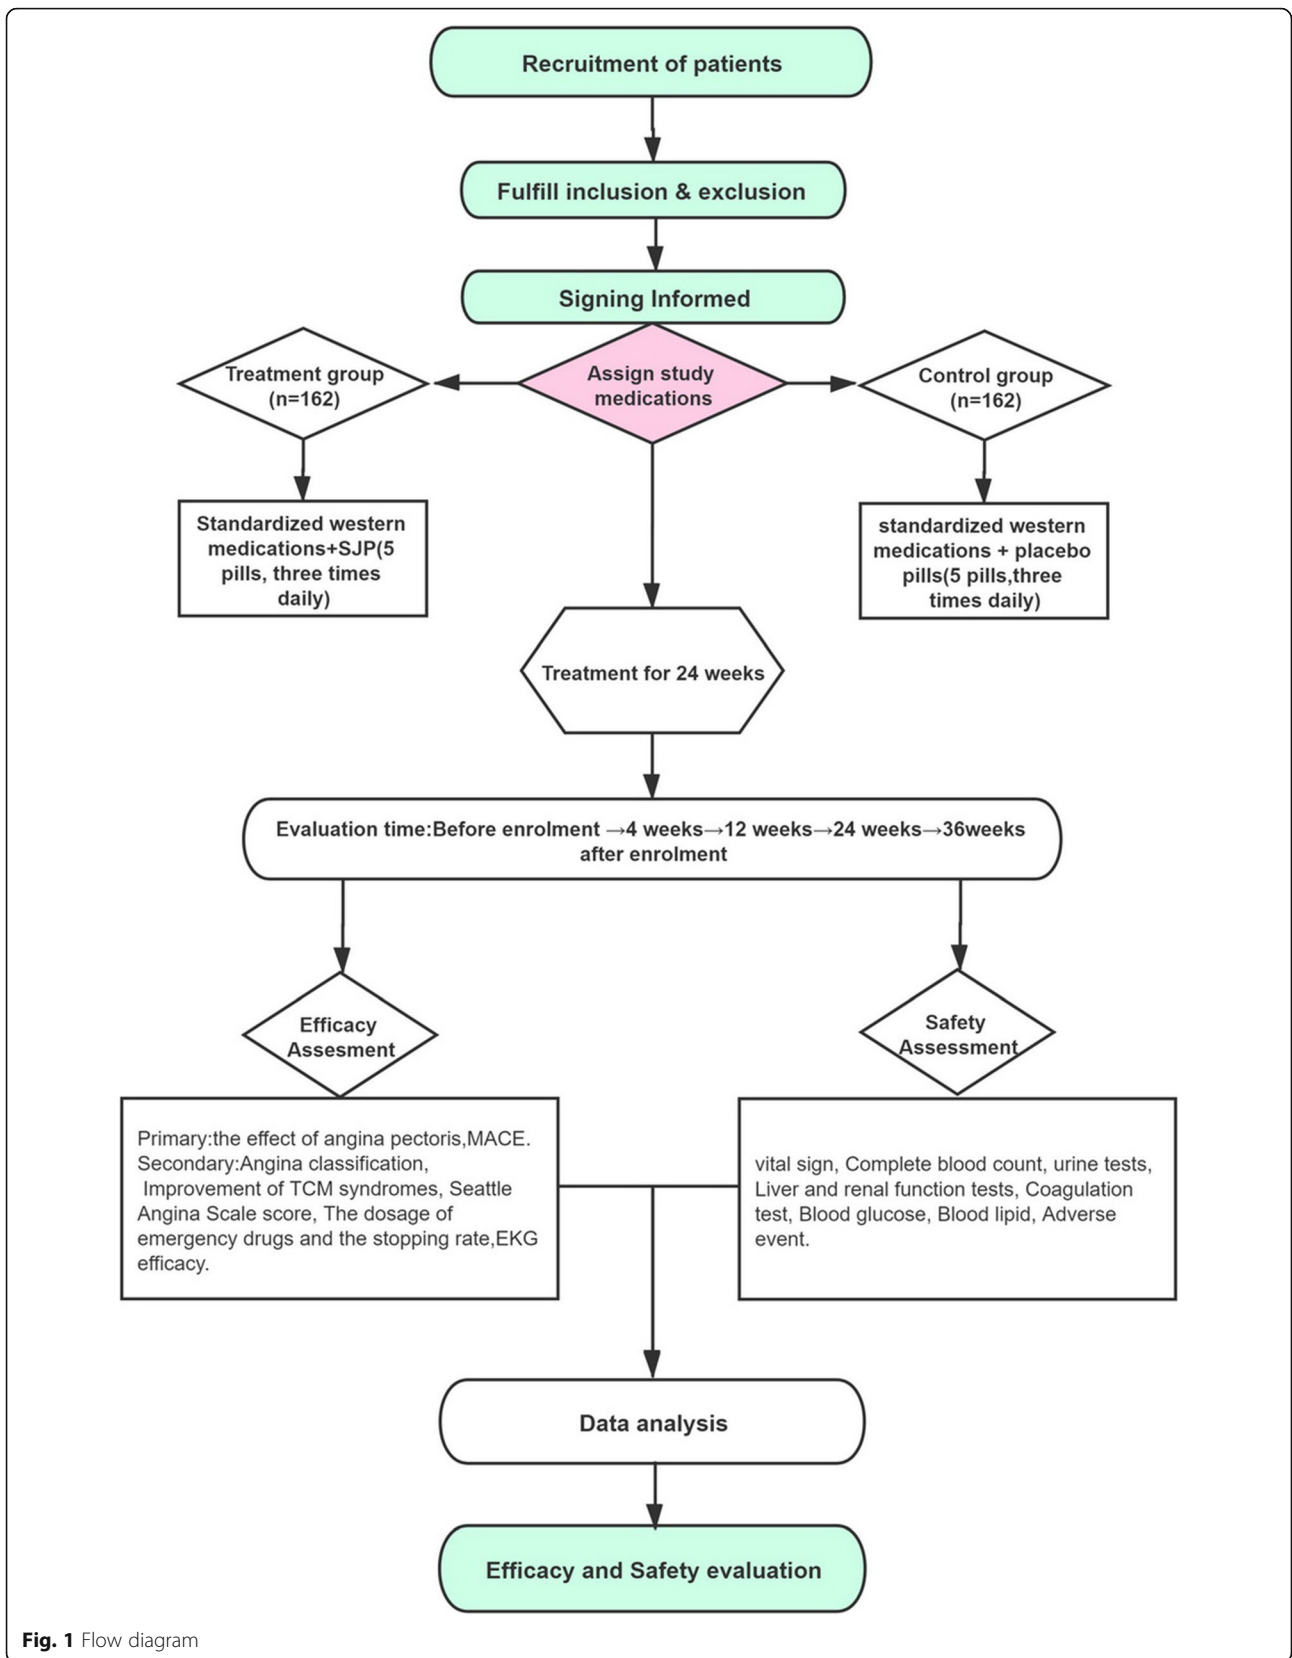 Recruitment of patients
Fulfill inclusion & exclusion
Signing Informed
Treatment group
(n=162)
Assign study
medications
Control group
(n=162)
Standardized western
medications+SJP(5
pills, three times
daily)
standardized western
medications + placebo
pills(5 pills,three
times daily)
Treatment for 24 weeks
Evaluation time:Before enrolment →4 weeks→12 weeks→24 weeks→36weeks
after enrolment
Efficacy
Assesment
Safety
Assessment
Primary:the effect of angina pectoris,MACE.
Secondary:Angina classification,
Improvement of TCM syndromes, Seattle
Angina Scale score, The dosage of
emergency drugs and the stopping rate,EKG
efficacy.
vital sign, Complete blood count, urine tests,
Liver and renal function tests, Coagulation
test, Blood glucose, Blood lipid, Adverse
event.
Data analysis
Efficacy and Safety evaluation
Fig. 1 Flow diagram